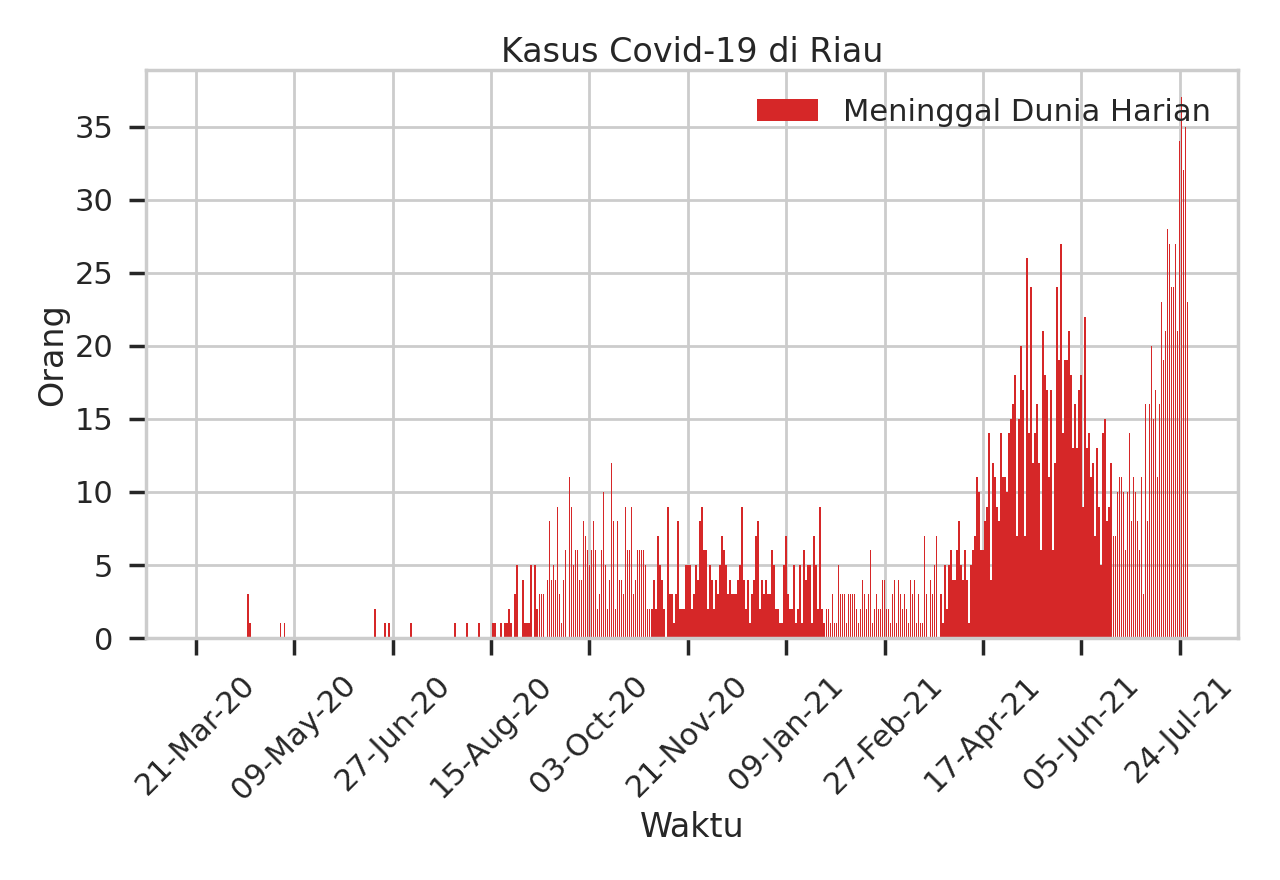 Kasus Covid-19 di Riau
Meninggal Dunia Harian
Orang
35
30
25
20
15
10
5
0
21-Mar-20
09-May-20
27-Jun-20
15-Aug-20
03-Oct-20
21-Nov-20
09-Jan-21
27-Feb-21
17-Apr-21
05-Jun-21
24-Jul-21
Waktu